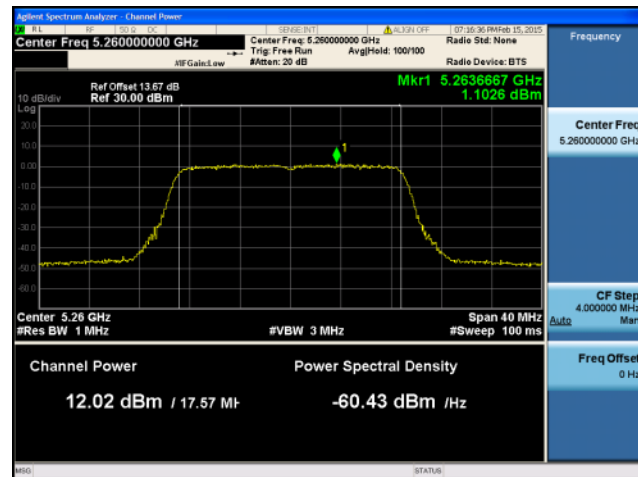 Agilent Spectrum Analyzer - Channel Power
RL RF 50 Ω DC SENSE:INT ALIGN OFF 07:16:36 PM Feb 15, 2015
Center Freq 5.260000000 GHz
Center Freq: 5.260000000 GHz
Radio Std: None
Trig: Free Run Avg|Hold: 100/100
#IFGain:Low #Atten: 20 dB Radio Device: BTS
Frequency
Ref Offset 13.67 dB
10 dB/div Ref 30.00 dBm
Mkr1 5.2636667 GHz
1.1026 dBm
Log
20.0
10.0
0.00
-10.0
-20.0
-30.0
-40.0
-50.0
-60.0
1
Center 5.26 GHz Span 40 MHz
#Res BW 1 MHz #VBW 3 MHz #Sweep 100 ms
Channel Power Power Spectral Density
12.02 dBm / 17.57 MH -60.43 dBm /Hz
Center Freq
5.260000000 GHz
CF Step
4.000000 MHz
Auto Man
Freq Offset
0 Hz
MSG STATUS